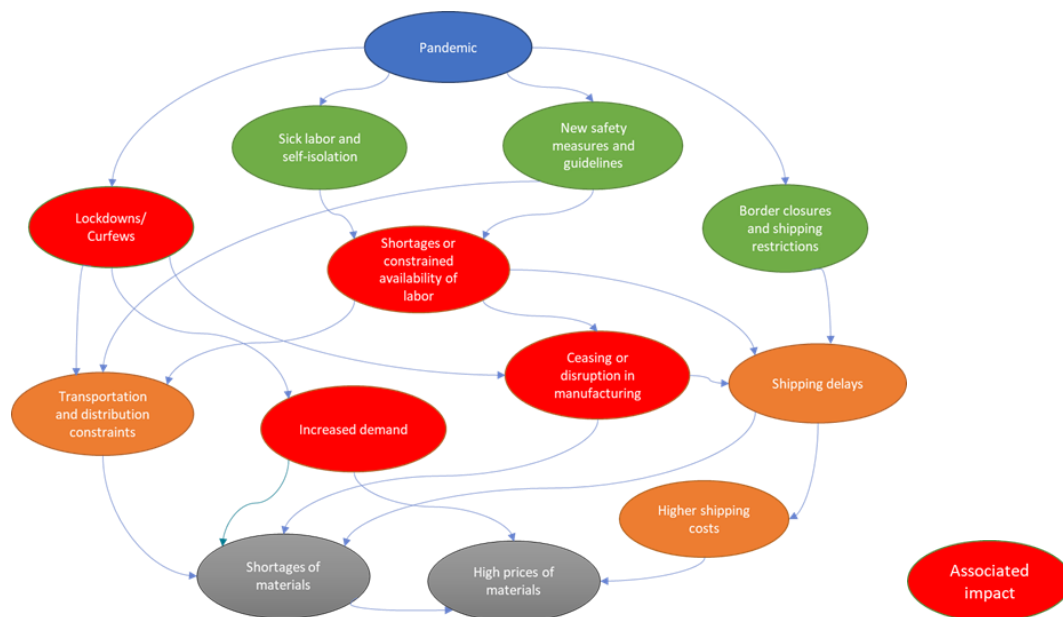 Pandemic
Sick labor and
self-isolation
New safety
measures and
guidelines
Lockdowns/
Curfews
Border closures
and shipping
restrictions
Shortages or
constrained
availability of
labor
Ceasing or
disruption in
manufacturing
Shipping delays
Transportation
and distribution
constraints
Increased demand
Higher shipping
costs
Shortages of
materials
High prices of
materials
Associated
impact